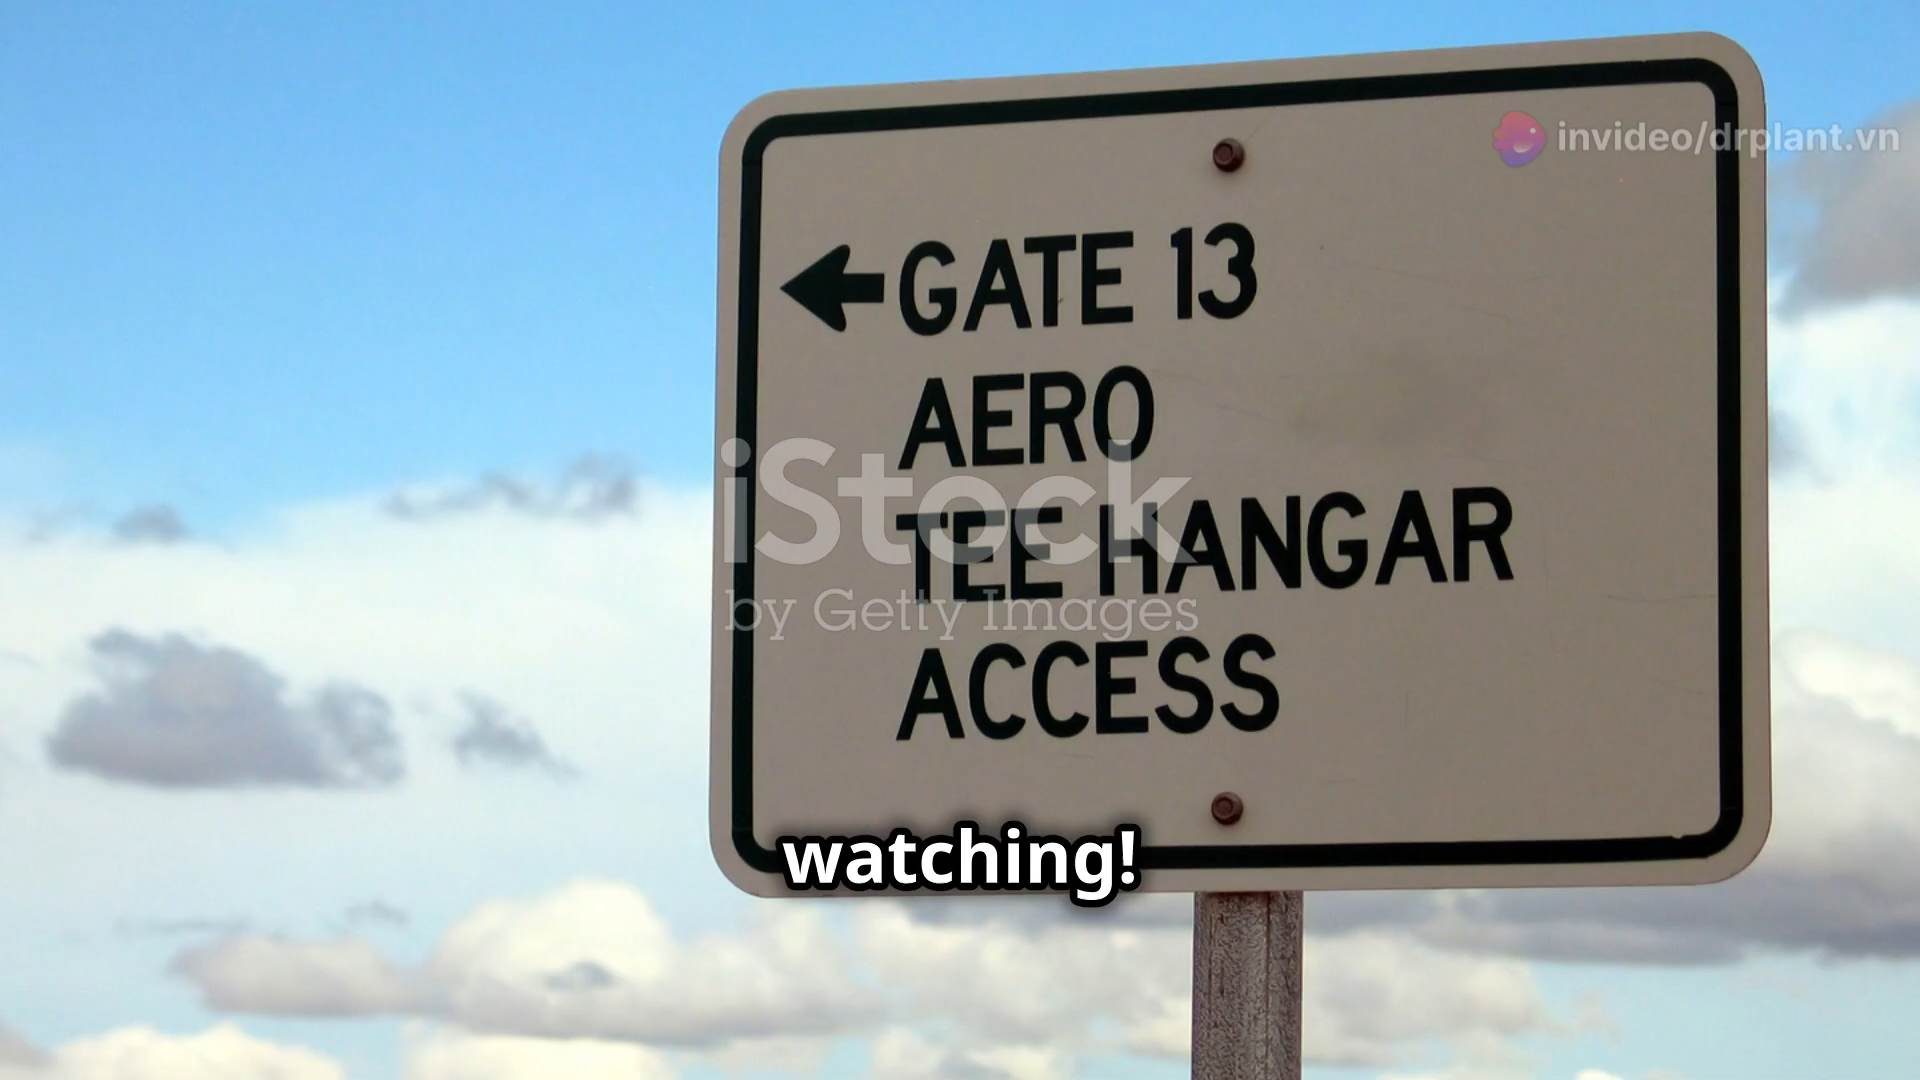 invideo/drplant.vn
GATE 13
AERO
TEE HANGAR
ACCESS
iStock
by Getty Images
watching!